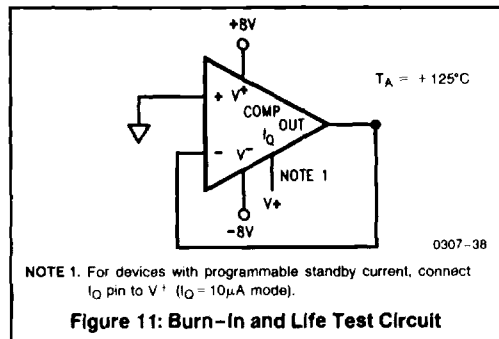 +8V
T_A = +125°C
+ V+
COMP
OUT
I_Q
- V-
NOTE 1
V+
-8V
0307-38
NOTE 1. For devices with programmable standby current, connect
I_Q pin to V+ (I_Q = 10μA mode).
Figure 11: Burn-In and Life Test Circuit